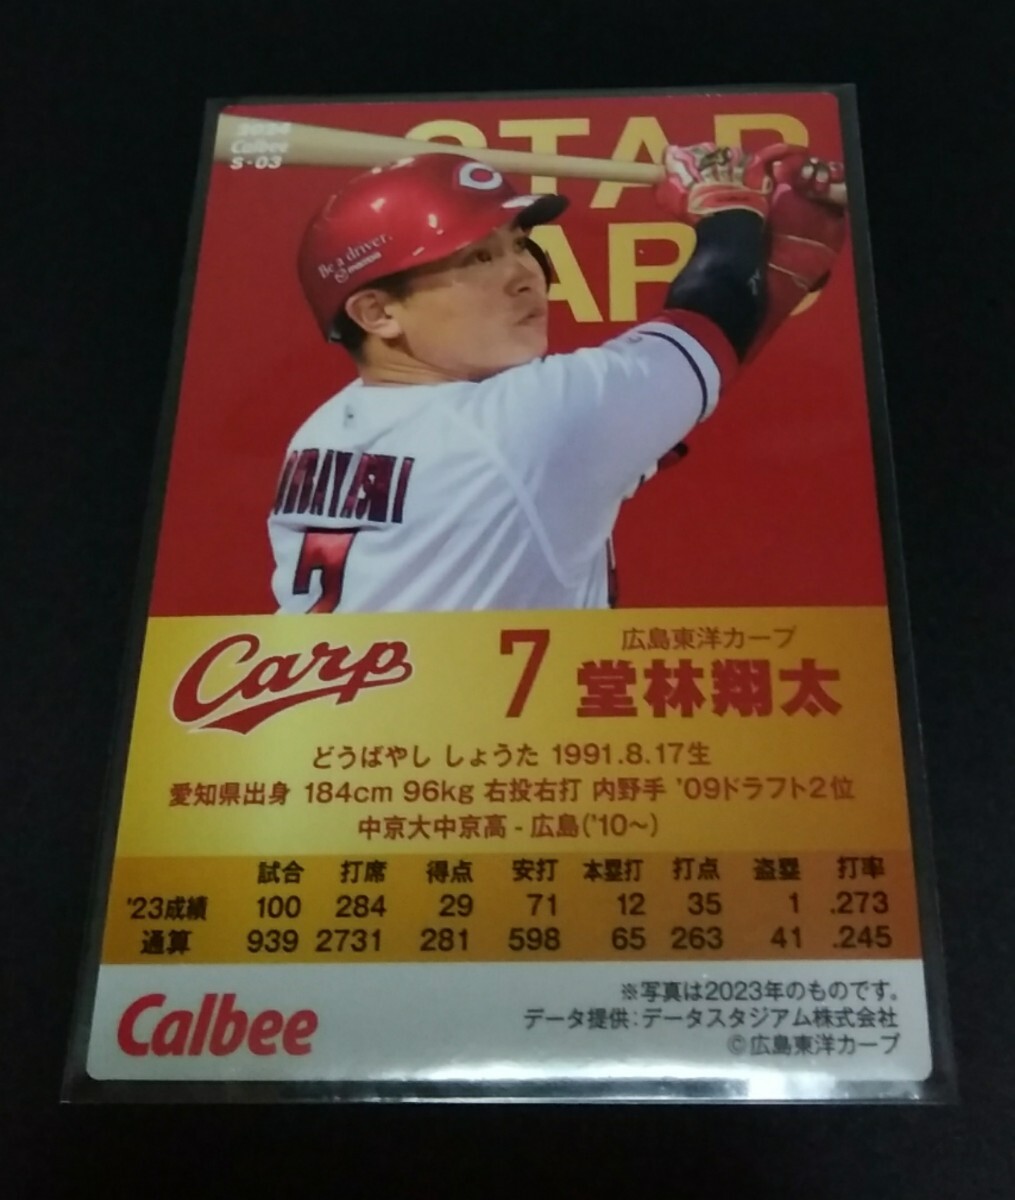 2024
Calbee
S-03
STAR
CARD
Be a driver.
mazda
DOBAYASHI
7
Carp
7
広島東洋カープ
堂林翔太
どうばやし しょうた 1991.8.17生
愛知県出身 184cm 96kg 右投右打 内野手 '09ドラフト2位
中京大中京高 - 広島('10〜)
試合 打席 得点 安打 本塁打 打点 盗塁 打率
'23成績 100 284 29 71 12 35 1 .273
通算 939 2731 281 598 65 263 41 .245
Calbee
※写真は2023年のものです。
データ提供:データスタジアム株式会社
©広島東洋カープ